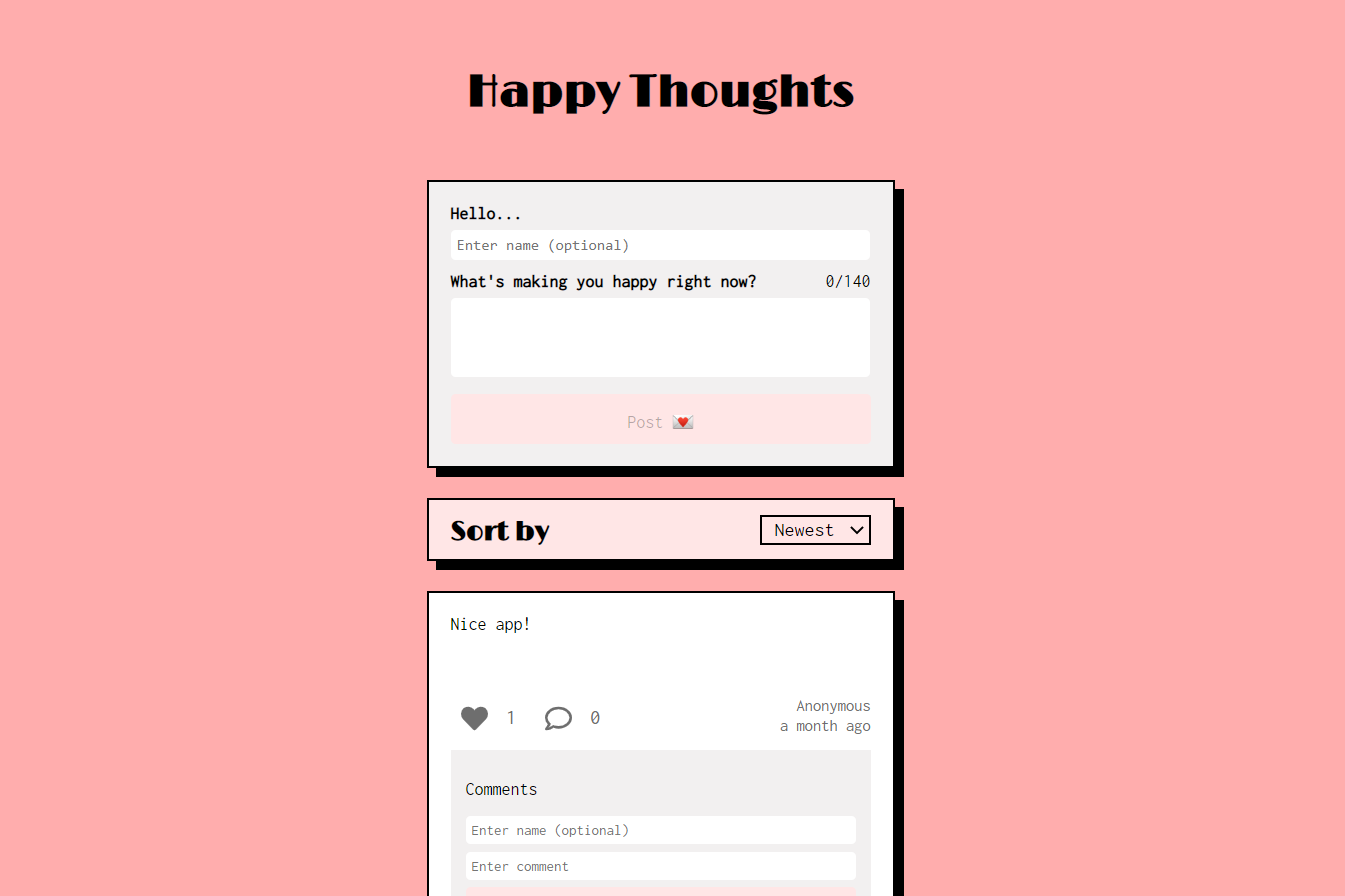 Happy Thoughts
Hello...
Enter name (optional)
What's making you happy right now? 0/140
Post 💌
Sort by Newest
Nice app!
1 0 Anonymous
a month ago
Comments
Enter name (optional)
Enter comment